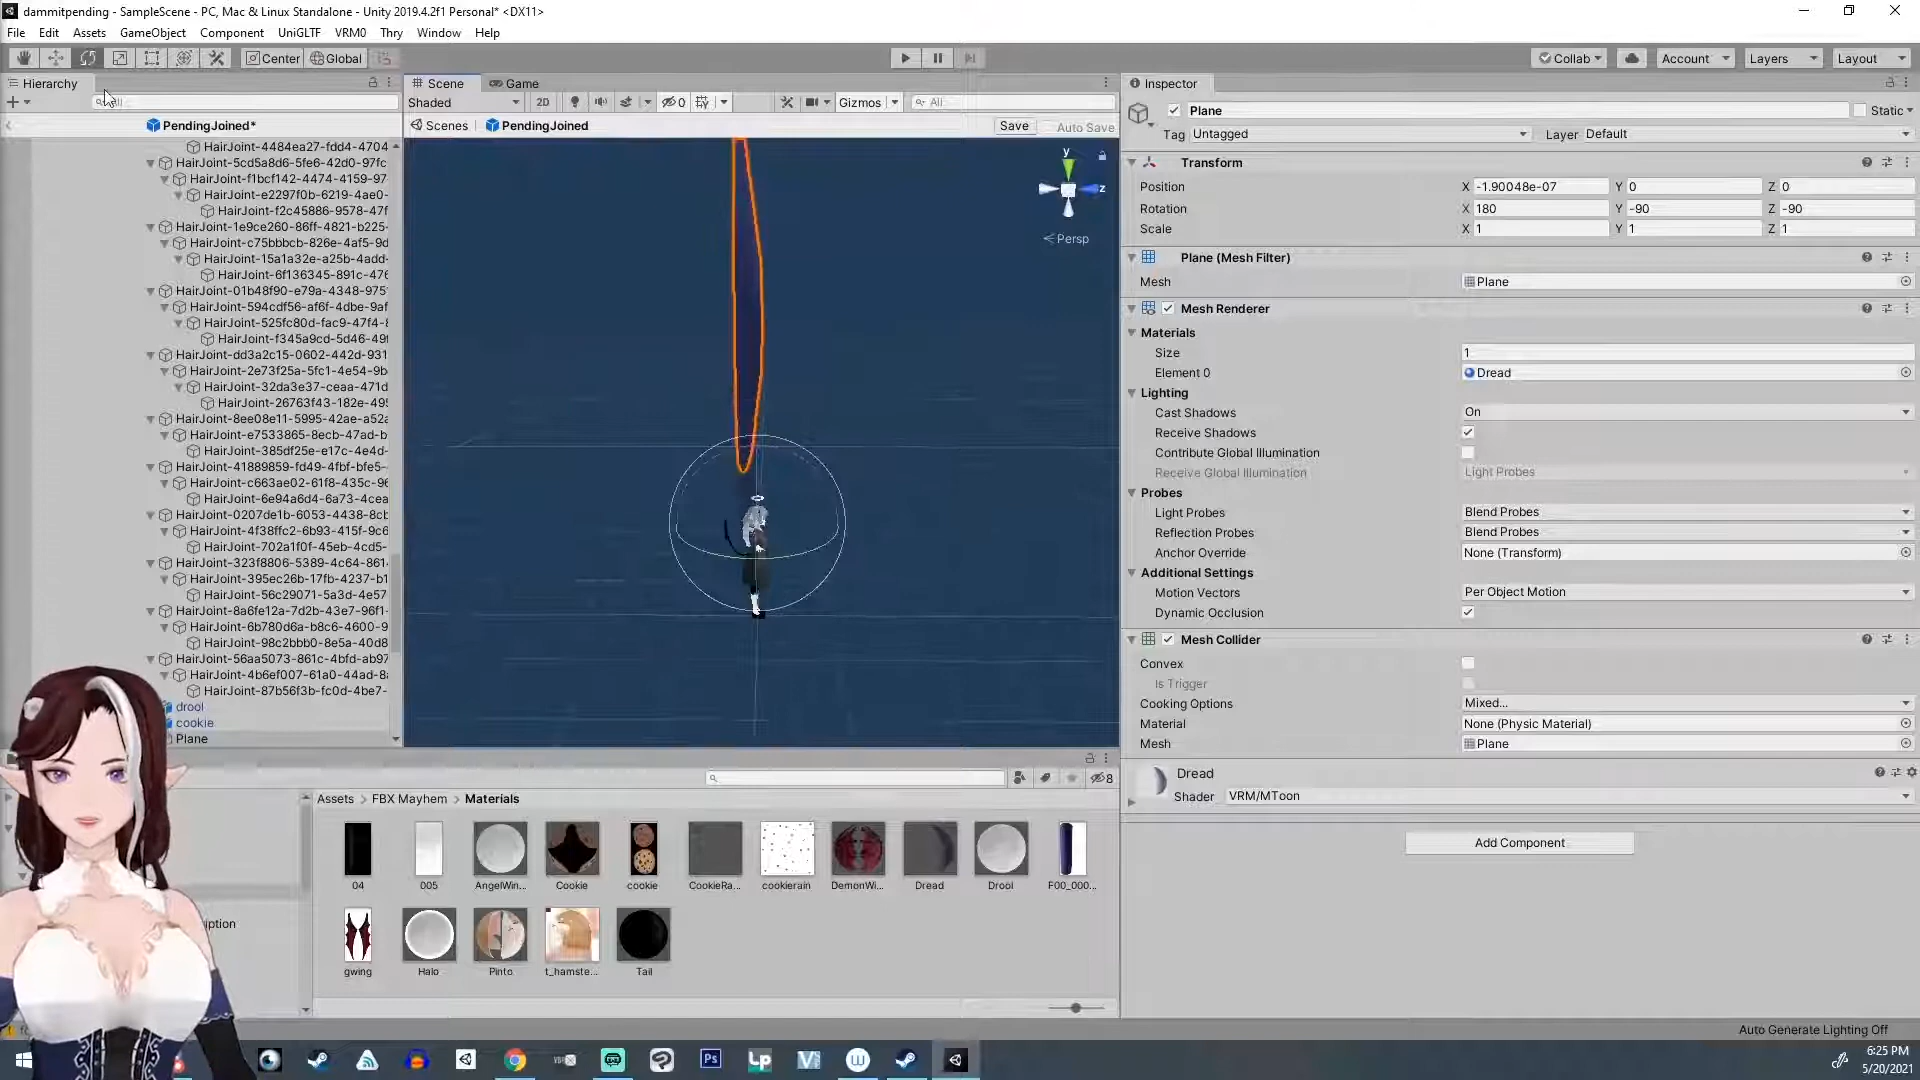 dammitpending - SampleScene - PC, Mac & Linux Standalone - Unity 2019.4.2f1 Personal* <DX11>
File Edit Assets GameObject Component UniGLTF VRM0 Thry Window Help
Center Global Collab Account Layers Layout
Hierarchy
All
PendingJoined*
HairJoint-4484ea27-fdd4-4704
HairJoint-5cd5a8d6-5fe6-42d0-97fc
HairJoint-f1bcf142-4474-4159-97
HairJoint-e2297f0b-6219-4ae0-
HairJoint-f2c45886-9578-47f
HairJoint-1e9ce260-86ff-4821-b225-
HairJoint-c75bbbcb-826e-4af5-9d
HairJoint-15a1a32e-a25b-4add-
HairJoint-6f136345-891c-476
HairJoint-01b48f90-e79a-4348-975
HairJoint-594cdf56-af6f-4dbe-9af
HairJoint-525fc80d-fac9-47f4-8
HairJoint-f345a9cd-5d46-49f
HairJoint-dd3a2c15-0602-442d-931
HairJoint-2e73f25a-5fc1-4e54-9b
HairJoint-32da3e37-ceaa-471d
HairJoint-26763f43-182e-495
HairJoint-8ee08e11-5995-42ae-a52a
HairJoint-e7533865-8ecb-47ad-b
HairJoint-385df25e-e17c-4e4d-
HairJoint-41889859-fd49-4fbf-bfe5-
HairJoint-c663ae02-61f8-435c-96
HairJoint-6e94a6d4-6a73-4cea
HairJoint-0207de1b-6053-4438-8cb
HairJoint-4f38ffc2-6b93-415f-9c6
HairJoint-702a1f0f-45eb-4cd5-
HairJoint-323f8806-5389-4c64-861
HairJoint-395ec26b-17fb-4237-b1
HairJoint-56c29071-5a3d-4e57
HairJoint-8a6fe12a-7d2b-43e7-96f1-
HairJoint-6b780d6a-b8c6-4600-9
HairJoint-98c2bbb0-8e5a-40d8
HairJoint-56aa5073-861c-4bfd-ab97
HairJoint-4b6ef007-61a0-44ad-8
HairJoint-87b56f3b-fc0d-4be7-
drool
cookie
Plane
Scene Game
Shaded 2D 0 Gizmos All
Scenes PendingJoined Save Auto Save
y
z
Persp
Inspector
Plane Static
Tag Untagged Layer Default
Transform
Position X -1.90048e-07 Y 0 Z 0
Rotation X 180 Y -90 Z -90
Scale X 1 Y 1 Z 1
Plane (Mesh Filter)
Mesh Plane
Mesh Renderer
Materials
Size 1
Element 0 Dread
Lighting
Cast Shadows On
Receive Shadows
Contribute Global Illumination
Receive Global Illumination Light Probes
Probes
Light Probes Blend Probes
Reflection Probes Blend Probes
Anchor Override None (Transform)
Additional Settings
Motion Vectors Per Object Motion
Dynamic Occlusion
Mesh Collider
Convex
Is Trigger
Cooking Options Mixed...
Material None (Physic Material)
Mesh Plane
Dread
Shader VRM/MToon
Add Component
8
Assets > FBX Mayhem > Materials
04 005 AngelWin... Cookie cookie CookieRa... cookierain DemonWi... Dread Drool F00_000...
gwing Halo Pinto t_hamste... Tail
iption
Auto Generate Lighting Off
Ps Lp
6:25 PM
5/20/2021